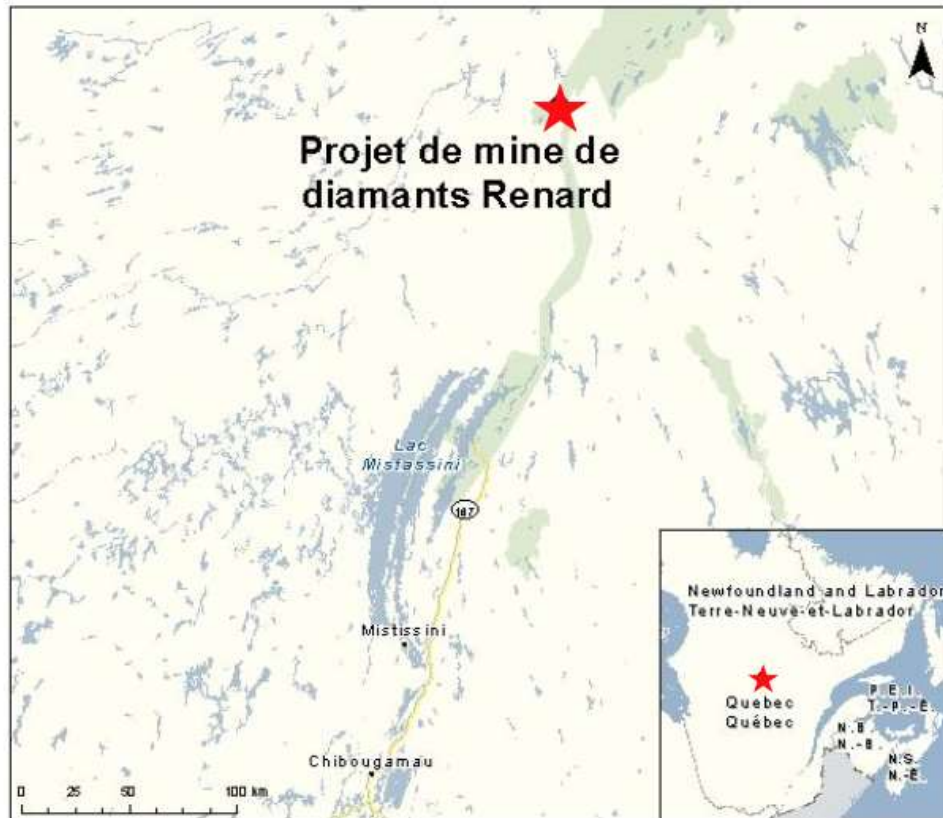 N
Projet de mine de
diamants Renard
Lac
Mistassini
167
Mistissini
Chibougamau
0 25 50 100 km
Newfoundland and Labrador
Terre-Neuve-et-Labrador
Quebec
Québec
P.E.I.
T.-P.-É.
N.B.
N.-B.
N.S.
N.-É.